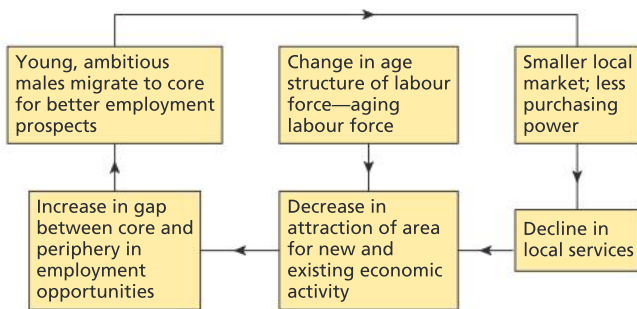 Young, ambitious
males migrate to core
for better employment
prospects
Change in age
structure of labour
force—aging
labour force
Smaller local
market; less
purchasing
power
Increase in gap
between core and
periphery in
employment
opportunities
Decrease in
attraction of area
for new and
existing economic
activity
Decline in
local services